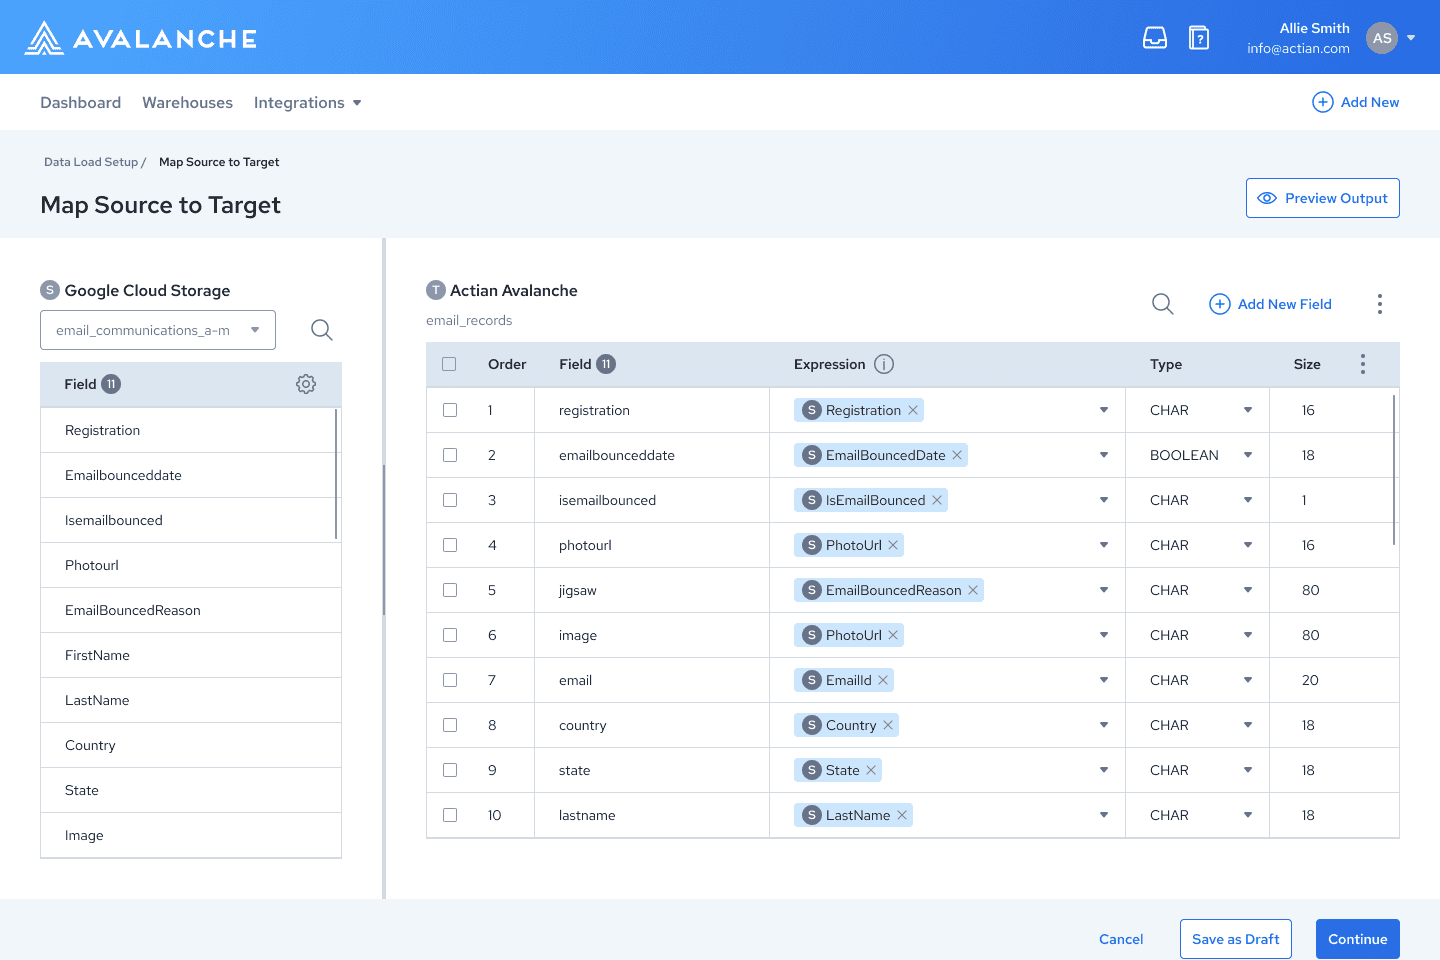 AVALANCHE
Allie Smith
info@actian.com
AS
Dashboard Warehouses Integrations
Add New
Data Load Setup / Map Source to Target
Map Source to Target
Preview Output
S Google Cloud Storage
email_communications_a-m
Field 11
Registration
Emailbounceddate
Isemailbounced
Photourl
EmailBouncedReason
FirstName
LastName
Country
State
Image
T Actian Avalanche
email_records
Add New Field
Order Field 11 Expression i Type Size
1 registration S Registration CHAR 16
2 emailbounceddate S EmailBouncedDate BOOLEAN 18
3 isemailbounced S IsEmailBounced CHAR 1
4 photourl S PhotoUrl CHAR 16
5 jigsaw S EmailBouncedReason CHAR 80
6 image S PhotoUrl CHAR 80
7 email S EmailId CHAR 20
8 country S Country CHAR 18
9 state S State CHAR 18
10 lastname S LastName CHAR 18
Cancel Save as Draft Continue